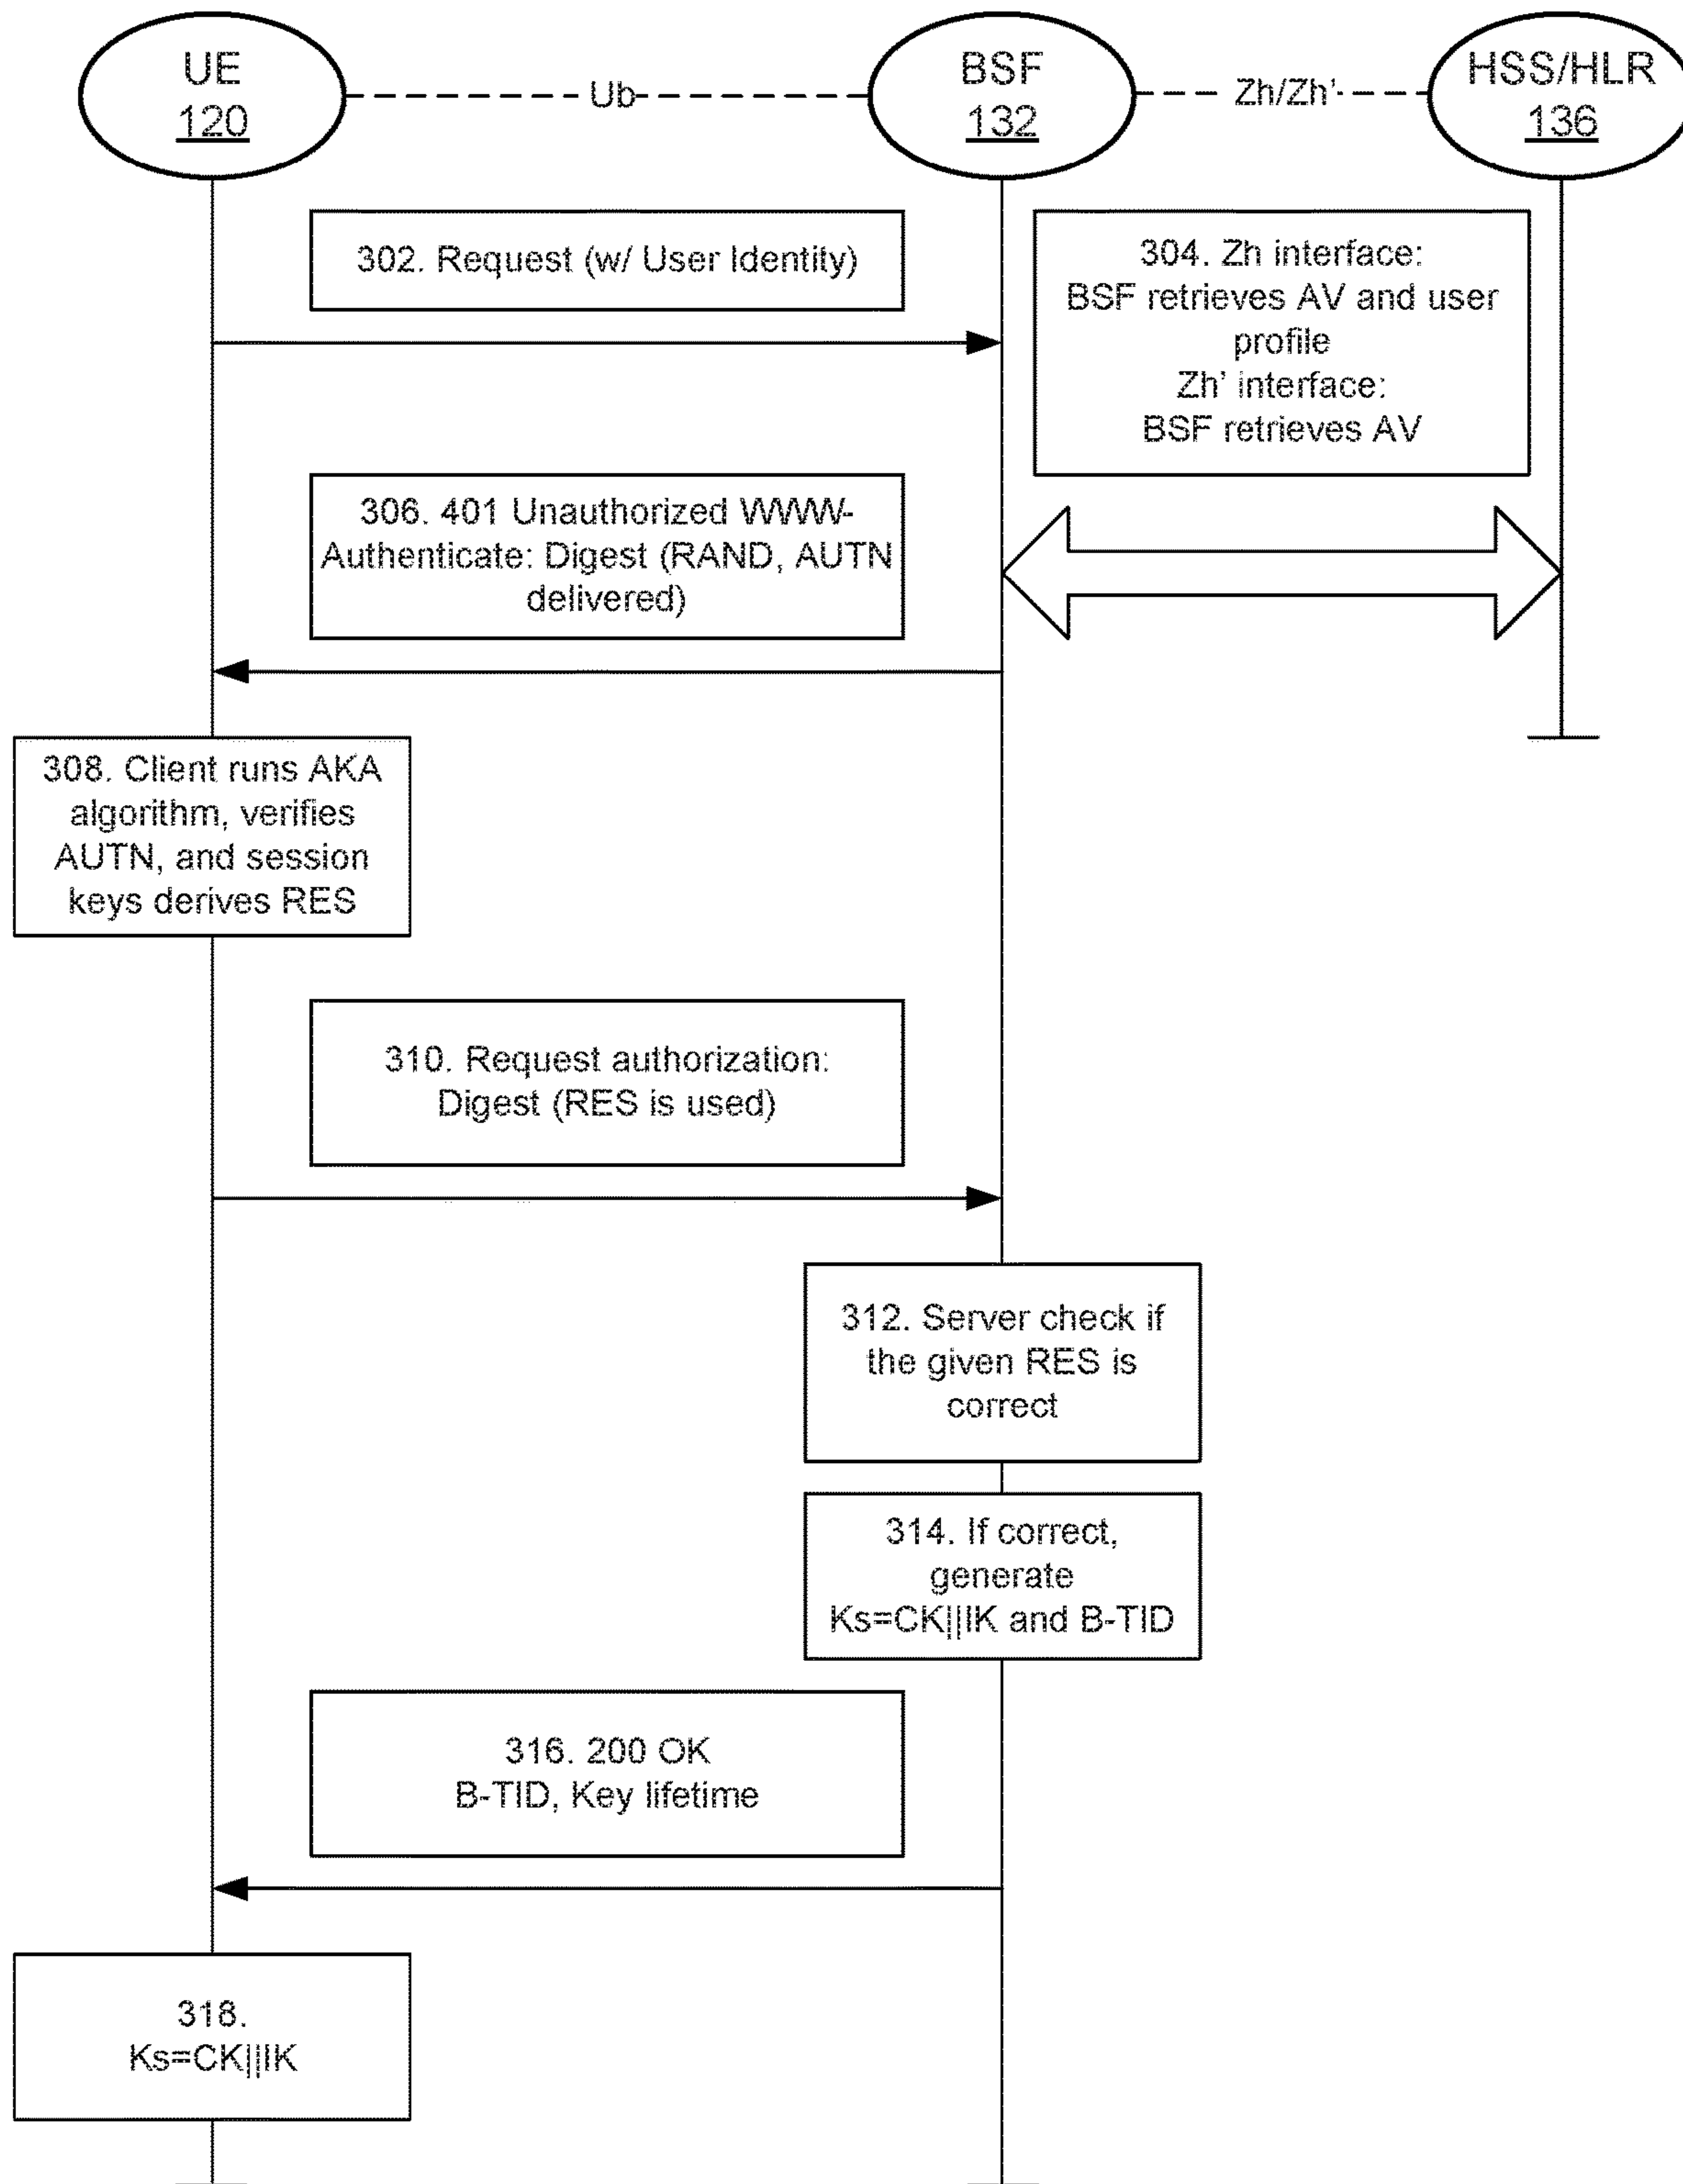 UE
120
Ub
BSF
132
Zh/Zh'
HSS/HLR
136
302. Request (w/ User Identity)
304. Zh interface:
BSF retrieves AV and user
profile
Zh' interface:
BSF retrieves AV
306. 401 Unauthorized WWW-
Authenticate: Digest (RAND, AUTN
delivered)
308. Client runs AKA
algorithm, verifies
AUTN, and session
keys derives RES
310. Request authorization:
Digest (RES is used)
312. Server check if
the given RES is
correct
314. If correct,
generate
Ks=CK||IK and B-TID
316. 200 OK
B-TID, Key lifetime
318.
Ks=CK||IK